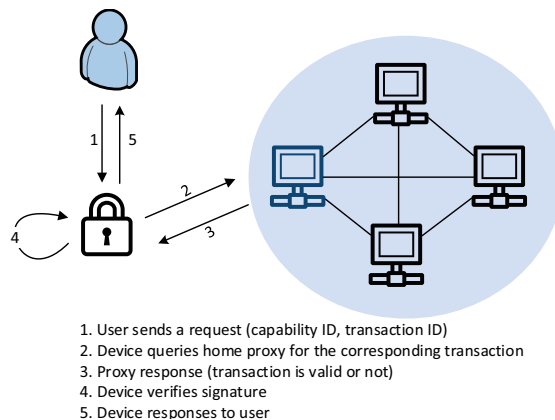 1
5
2
3
4
1. User sends a request (capability ID, transaction ID)
2. Device queries home proxy for the corresponding transaction
3. Proxy response (transaction is valid or not)
4. Device verifies signature
5. Device responses to user